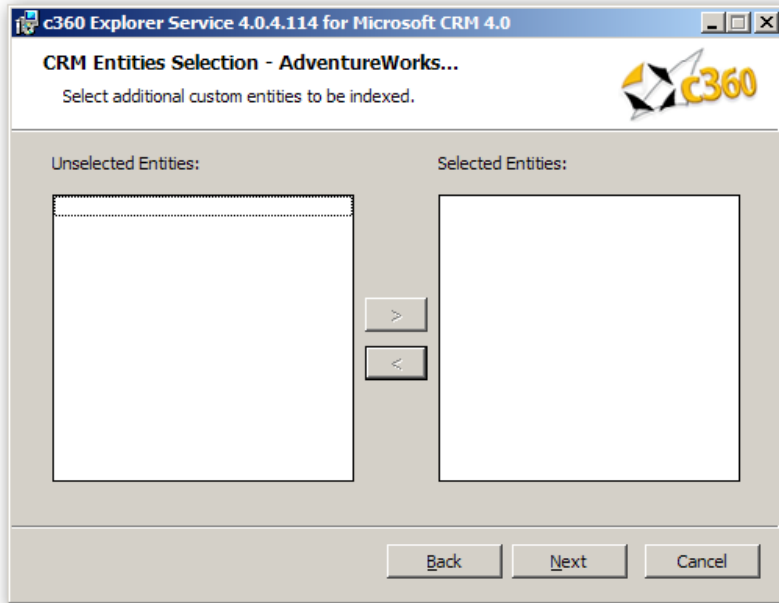 c360 Explorer Service 4.0.4.114 for Microsoft CRM 4.0
CRM Entities Selection - AdventureWorks...
Select additional custom entities to be indexed.
c360
Unselected Entities:
Selected Entities:
>
<
Back
Next
Cancel